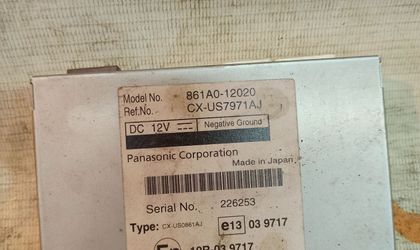 Model No. 861A0-12020
Ref.No. CX-US7971AJ
DC 12V Negative Ground
Panasonic Corporation
Made in Japan
Serial No. 226253
Type: CX-US0861AJ e13 03 9717
10R-03 9717